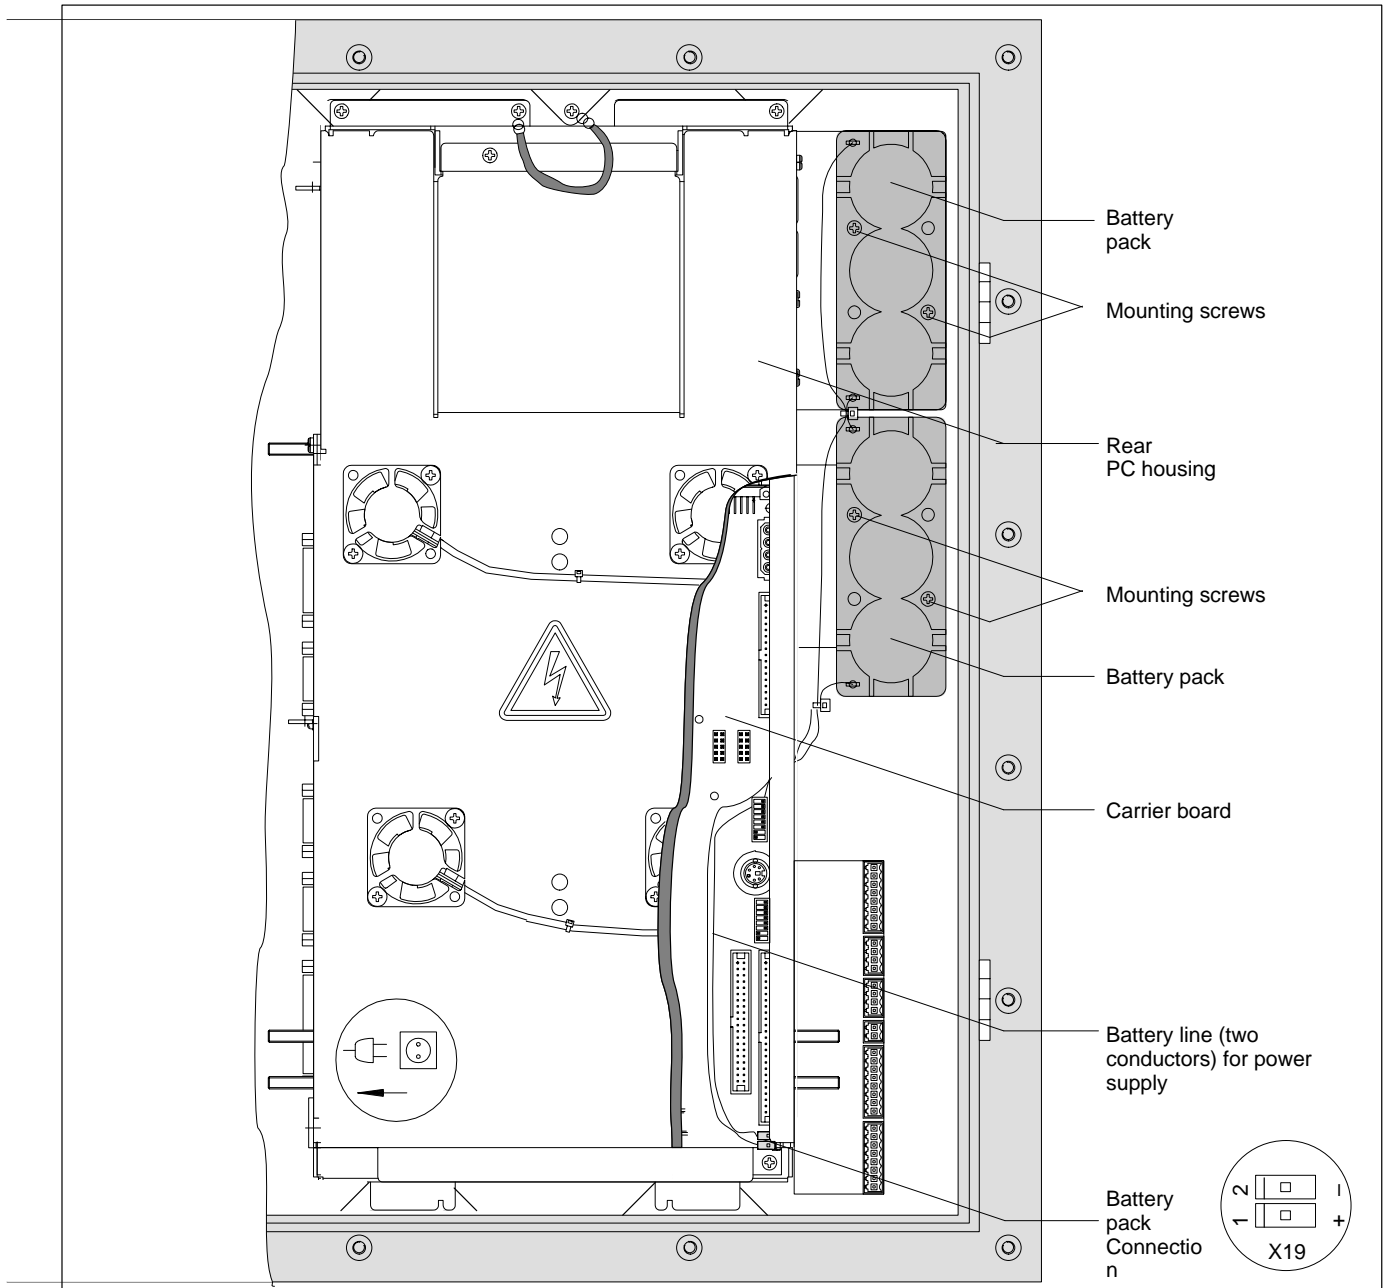 Battery
pack
Mounting screws
Rear
PC housing
Mounting screws
Battery pack
Carrier board
Battery line (two
conductors) for power
supply
Battery
pack
Connectio
n
2 –
1 +
X19